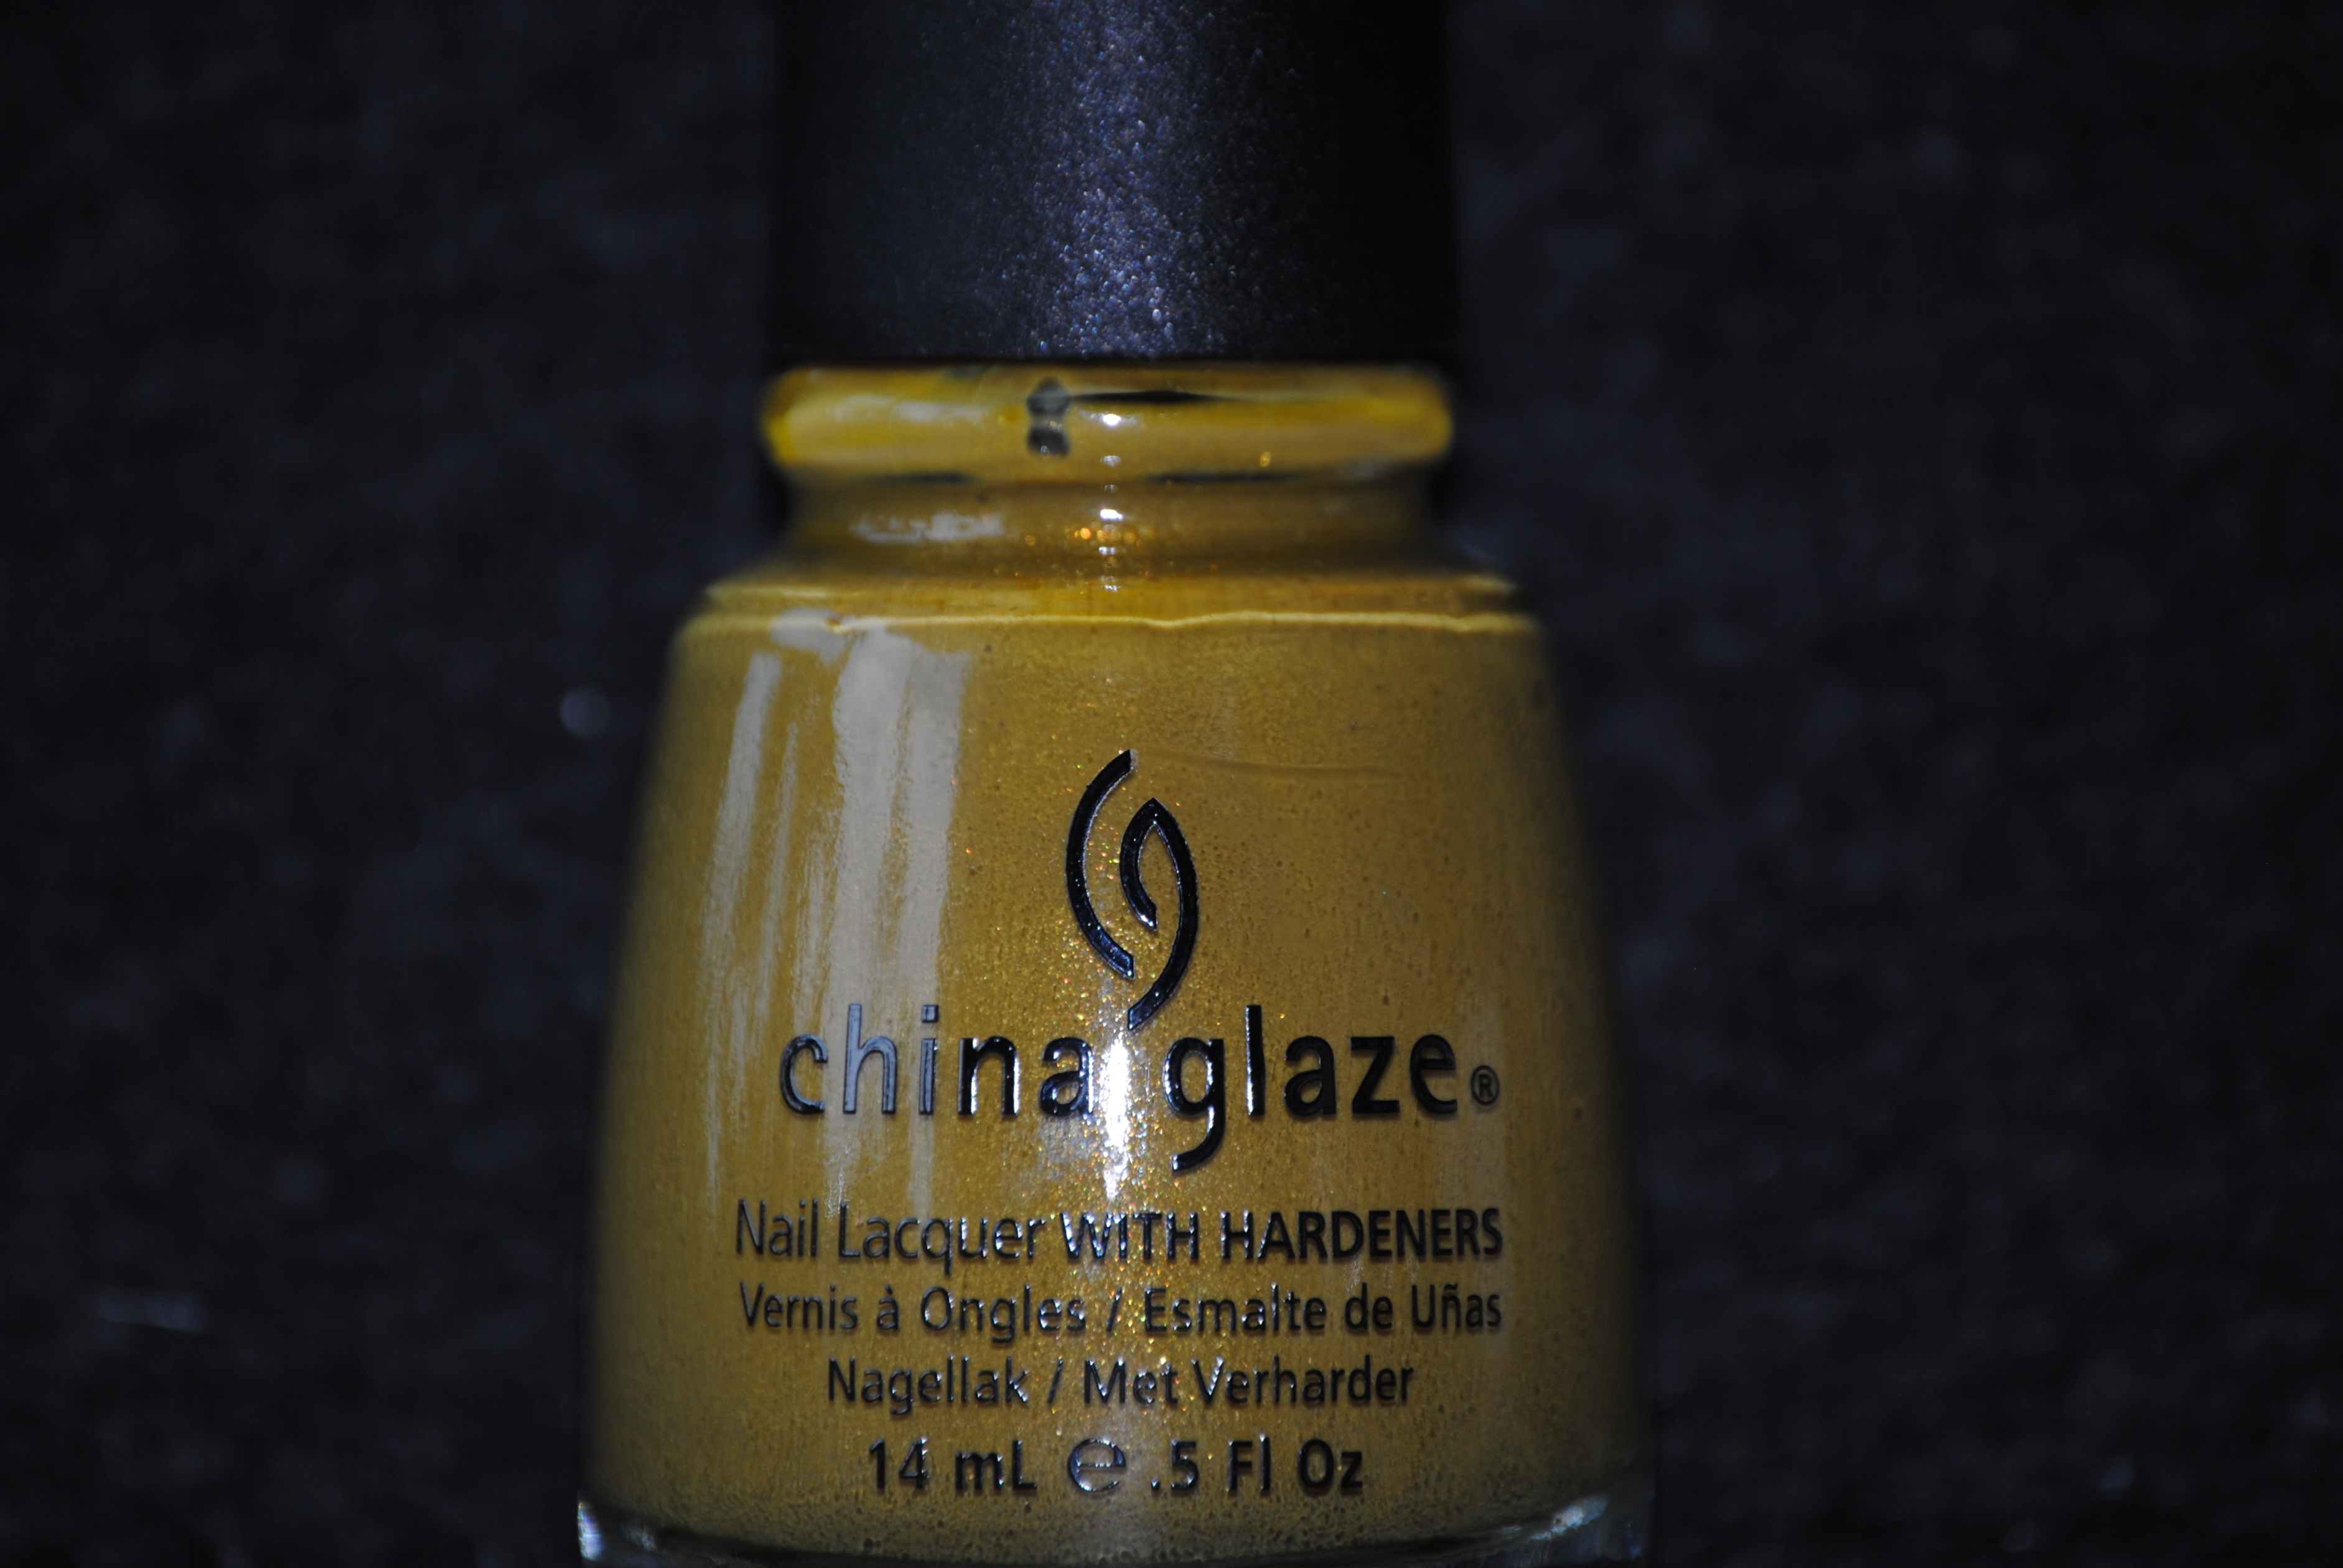 china glaze®
Nail Lacquer WITH HARDENERS
Vernis à Ongles / Esmalte de Uñas
Nagellak / Met Verharder
14 mL e .5 Fl Oz